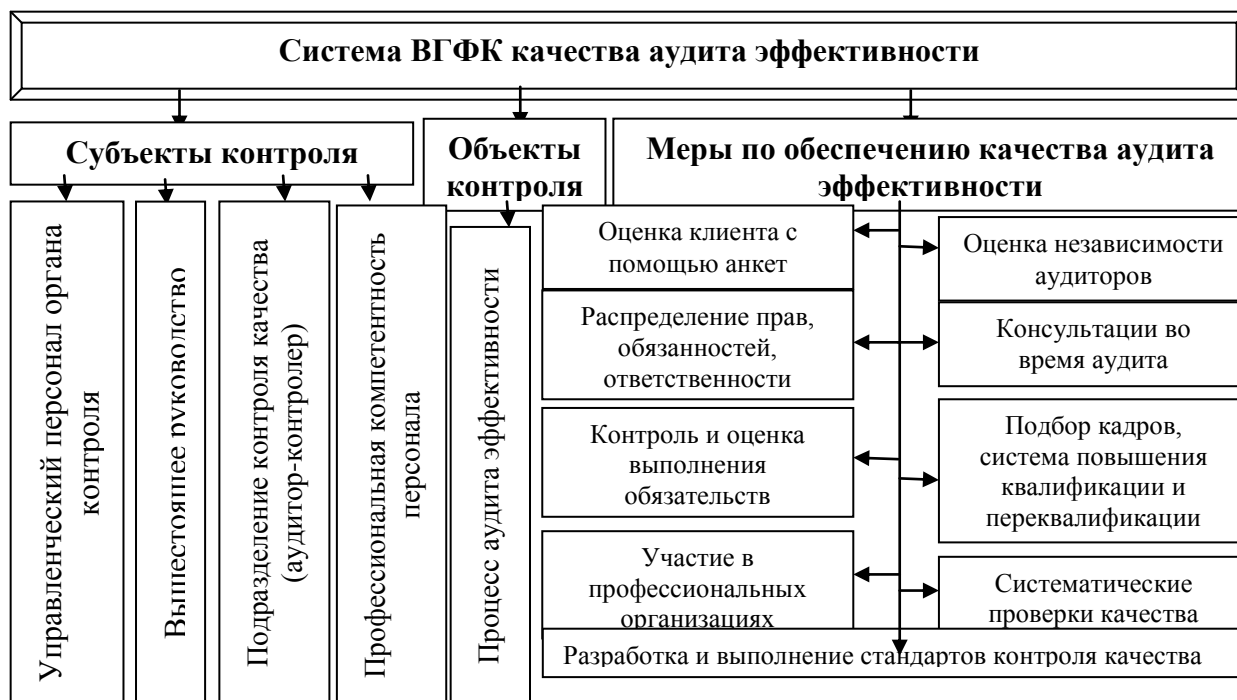 Система ВГФК качества аудита эффективности
Субъекты контроля
Объекты
контроля
Меры по обеспечению качества аудита
эффективности
Управленческий персонал органа
контроля
Вышестоящее руководство
Подразделение контроля качества
(аудитор-контролер)
Профессиональная компетентность
персонала
Процесс аудита эффективности
Оценка клиента с
помощью анкет
Оценка независимости
аудиторов
Распределение прав,
обязанностей,
ответственности
Консультации во
время аудита
Контроль и оценка
выполнения
обязательств
Подбор кадров,
система повышения
квалификации и
переквалификации
Участие в
профессиональных
организациях
Систематические
проверки качества
Разработка и выполнение стандартов контроля качества